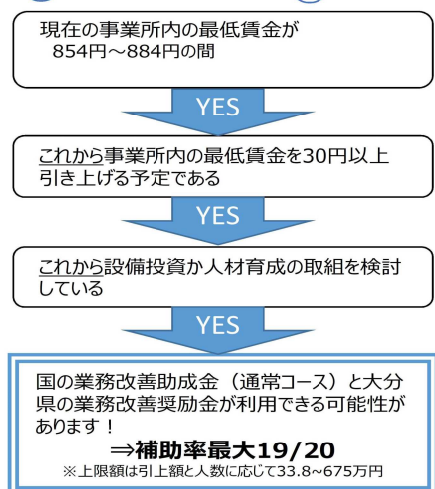 現在の事業所内の最低賃金が
854円～884円の間
YES
これから事業所内の最低賃金を30円以上
引き上げる予定である
YES
これから設備投資か人材育成の取組を検討
している
YES
国の業務改善助成金（通常コース）と大分
県の業務改善奨励金が利用できる可能性が
あります！
⇒補助率最大19/20
※上限額は引上額と人数に応じて33.8~675万円